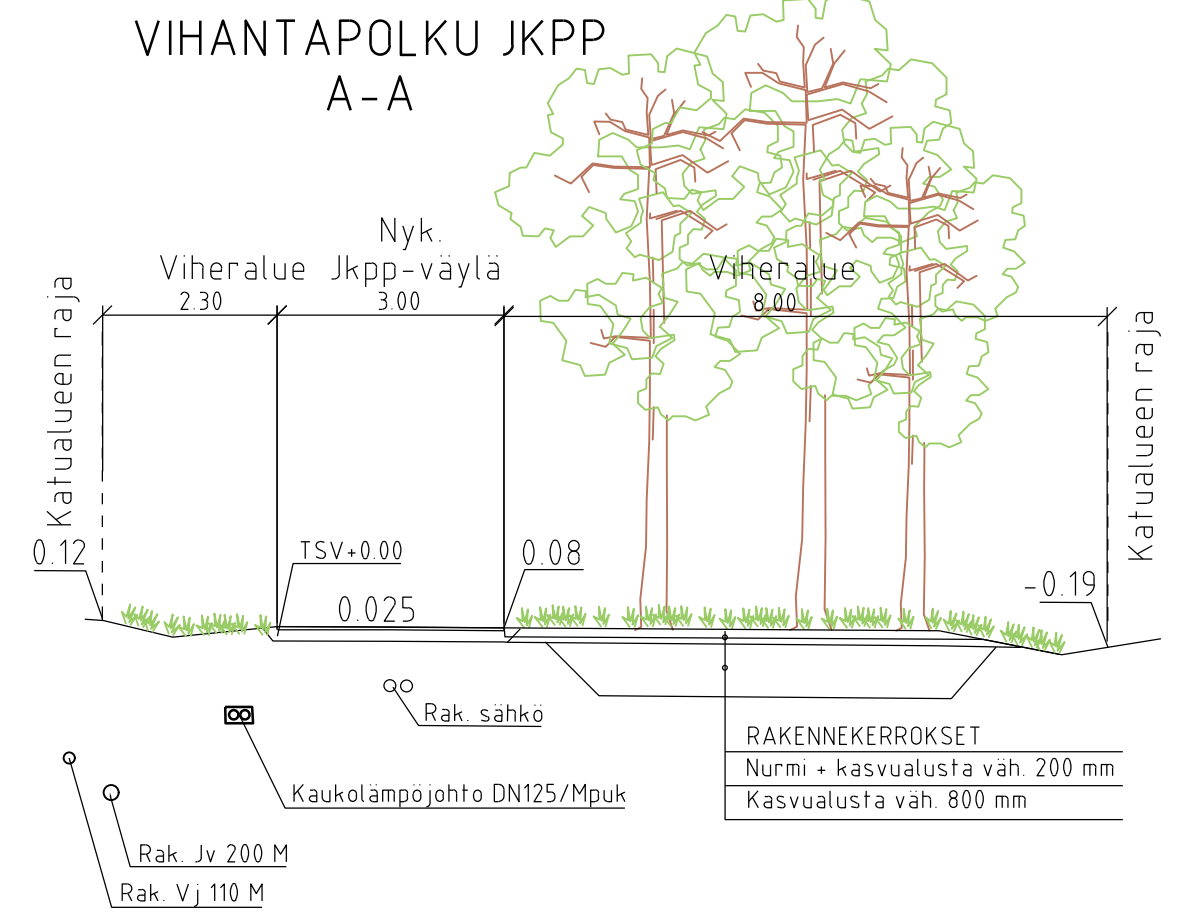 VIHANTAPOLKU JKPP
A-A
Nyk.
Viheralue Jkpp-väylä Viheralue
2.30 3.00 8.00
Katualueen raja
Katualueen raja
0.12
TSV+0.00
0.08
-0.19
0.025
Rak. sähkö
RAKENNEKERROKSET
Nurmi + kasvualusta väh. 200 mm
Kasvualusta väh. 800 mm
Kaukolämpöjohto DN125/Mpuk
Rak. Jv 200 M
Rak. Vj 110 M